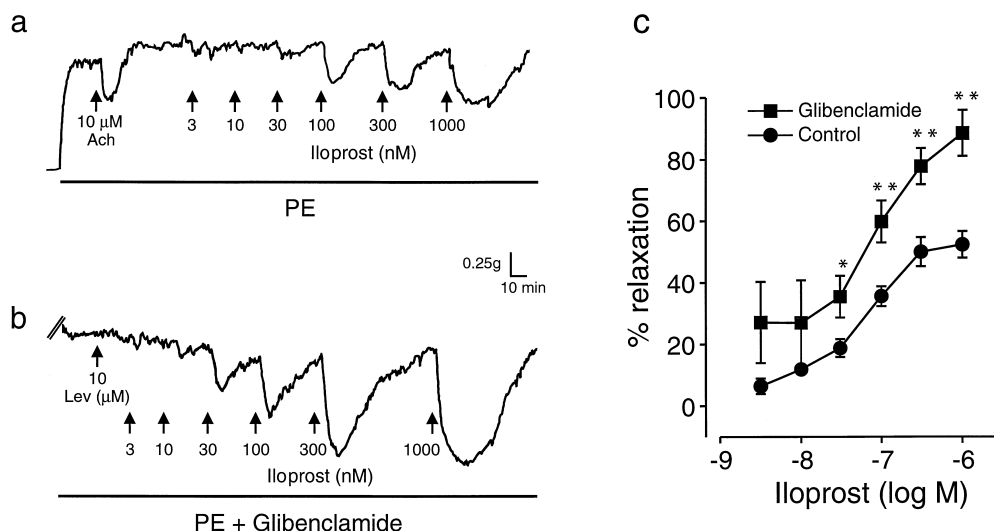 a
10 μM
Ach
3 10 30 100 300 1000
Iloprost (nM)
PE
0.25g
10 min
b
10
Lev (μM)
3 10 30 100 300 1000
Iloprost (nM)
PE + Glibenclamide
c
Glibenclamide
Control
**
**
**
*
100
80
60
40
20
0
% relaxation
-9 -8 -7 -6
Iloprost (log M)